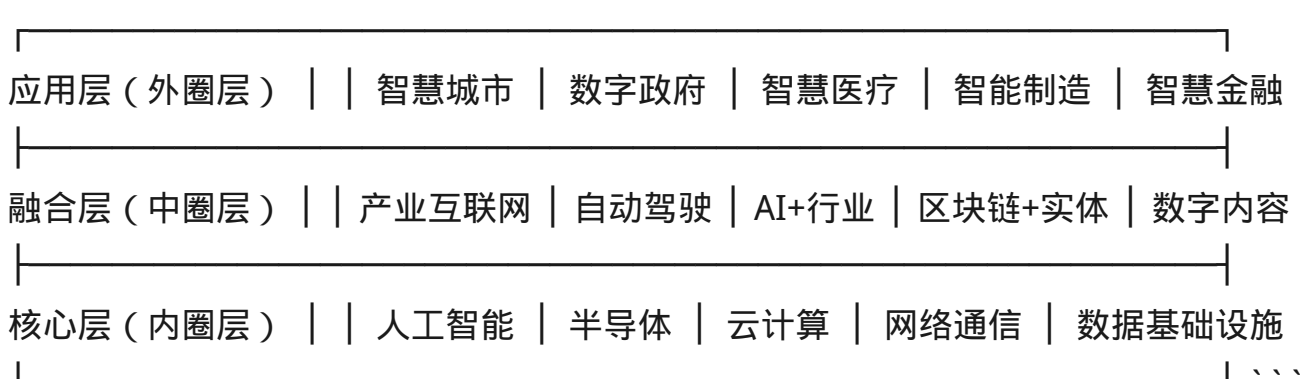 ┌──────────────────────────────────────────┐
应用层（外圈层） │ │ 智慧城市 │ 数字政府 │ 智慧医疗 │ 智能制造 │ 智慧金融
├──────────────────────────────────────────┤
融合层（中圈层） │ │ 产业互联网 │ 自动驾驶 │ AI+行业 │ 区块链+实体 │ 数字内容
├──────────────────────────────────────────┤
核心层（内圈层） │ │ 人工智能 │ 半导体 │ 云计算 │ 网络通信 │ 数据基础设施
└──────────────────────────────────────────┘ ```